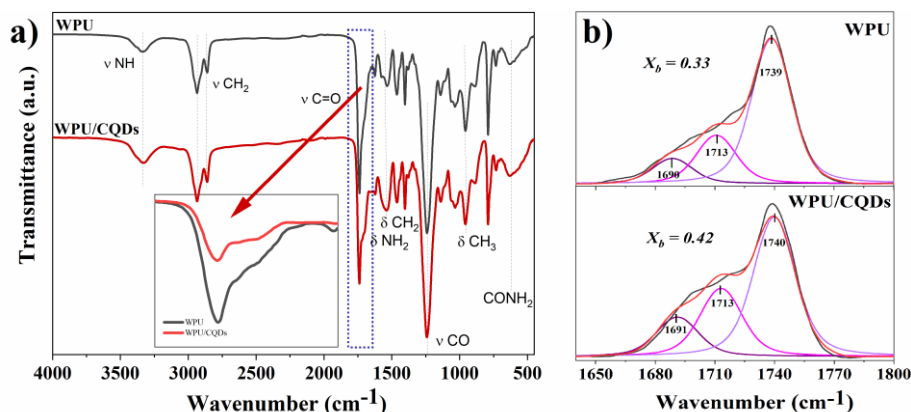 a)
WPU
ν NH
ν CH2
ν C=O
WPU/CQDs
δ CH2
δ NH2
δ CH3
CONH2
ν CO
WPU
WPU/CQDs
Transmittance (a.u.)
4000 3500 3000 2500 2000 1500 1000 500
Wavenumber (cm-1)
b)
WPU
Xb = 0.33
1739
1713
1690
WPU/CQDs
Xb = 0.42
1740
1713
1691
1650 1680 1710 1740 1770 1800
Wavenumber (cm-1)